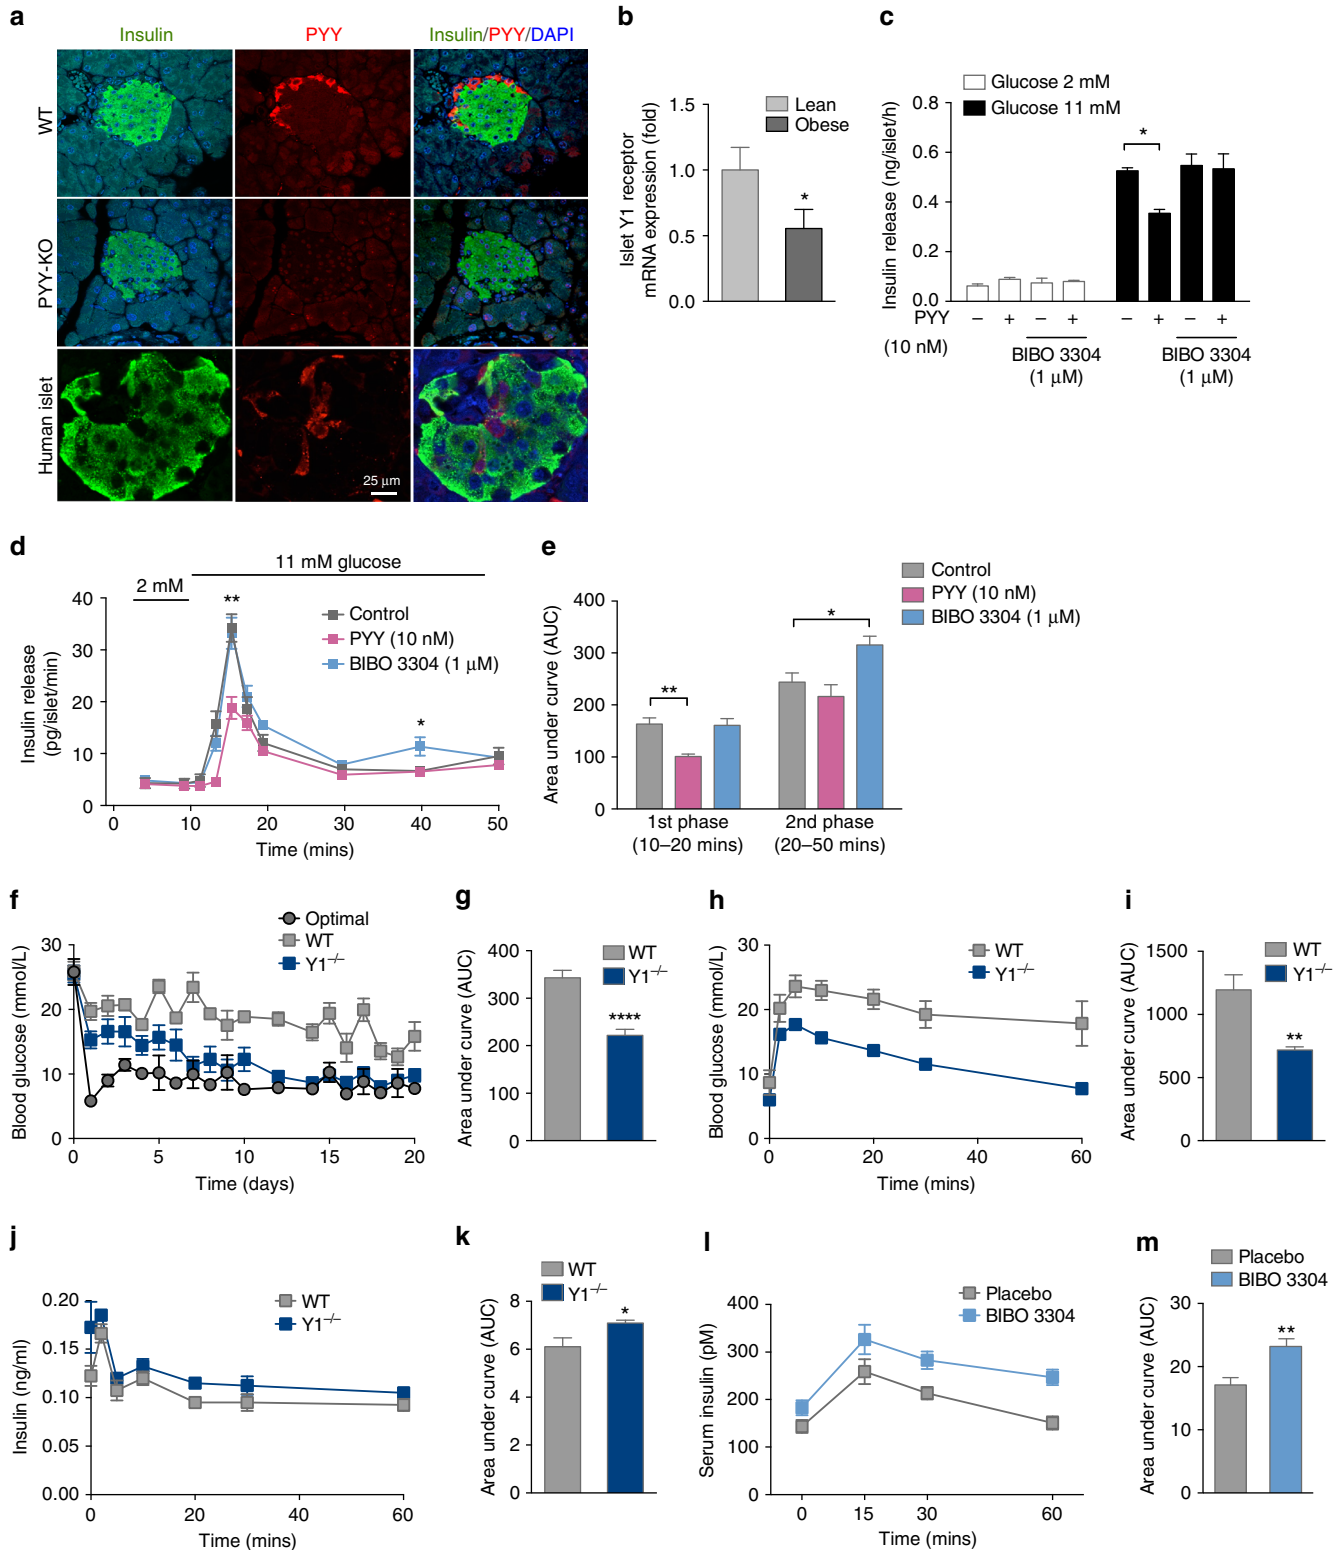 a
Insulin
PYY
Insulin/PYY/DAPI
WT
PYY-KO
Human islet
25 µm
b
Islet Y1 receptor
mRNA expression (fold)
1.5
1.0
0.5
0.0
Lean
Obese
*
c
Glucose 2 mM
Glucose 11 mM
Insulin release (ng/islet/h)
0.8
0.6
0.4
0.2
0.0
*
PYY − + − + − + − +
(10 nM)
BIBO 3304
(1 µM)
BIBO 3304
(1 µM)
d
11 mM glucose
2 mM
**
*
Control
PYY (10 nM)
BIBO 3304 (1 µM)
Insulin release
(pg/islet/min)
40
30
20
10
0
0 10 20 30 40 50
Time (mins)
e
Control
PYY (10 nM)
BIBO 3304 (1 µM)
Area under curve (AUC)
400
300
200
100
0
**
*
1st phase
(10–20 mins)
2nd phase
(20–50 mins)
f
Optimal
WT
Y1−/−
Blood glucose (mmol/L)
30
20
10
0
0 5 10 15 20
Time (days)
g
WT
Y1−/−
Area under curve (AUC)
400
300
200
100
0
****
h
WT
Y1−/−
Blood glucose (mmol/L)
30
20
10
0
0 20 40 60
Time (mins)
i
WT
Y1−/−
Area under curve (AUC)
1500
1000
500
0
**
j
WT
Y1−/−
Insulin (ng/ml)
0.20
0.15
0.10
0.05
0.00
0 20 40 60
Time (mins)
k
WT
Y1−/−
Area under curve (AUC)
8
6
4
2
0
*
l
Placebo
BIBO 3304
Serum insulin (pM)
400
300
200
100
0
0 15 30 60
Time (mins)
m
Placebo
BIBO 3304
Area under curve (AUC)
30
20
10
0
**